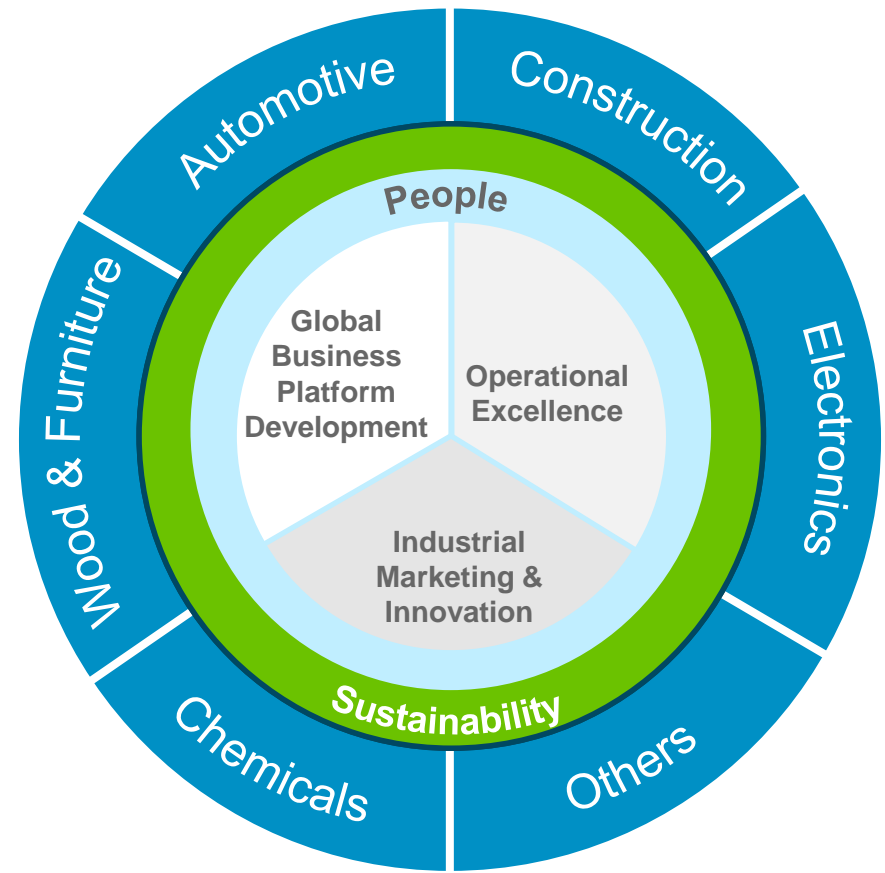 Automotive
Construction
Electronics
Others
Chemicals
Wood & Furniture
People
Global
Business
Platform
Development
Operational
Excellence
Industrial
Marketing &
Innovation
Sustainability